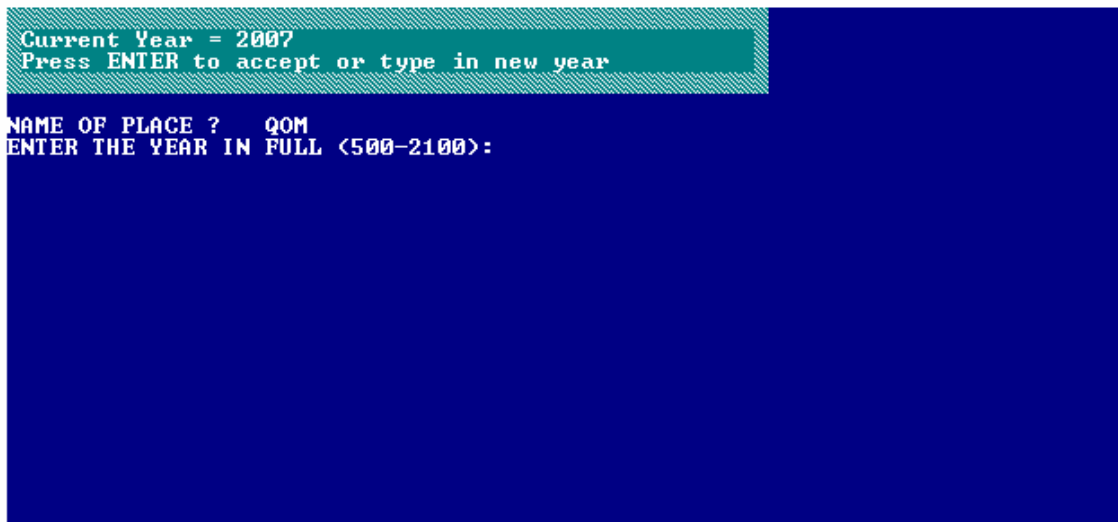 Current Year = 2007
Press ENTER to accept or type in new year
NAME OF PLACE ? QOM
ENTER THE YEAR IN FULL (500-2100):